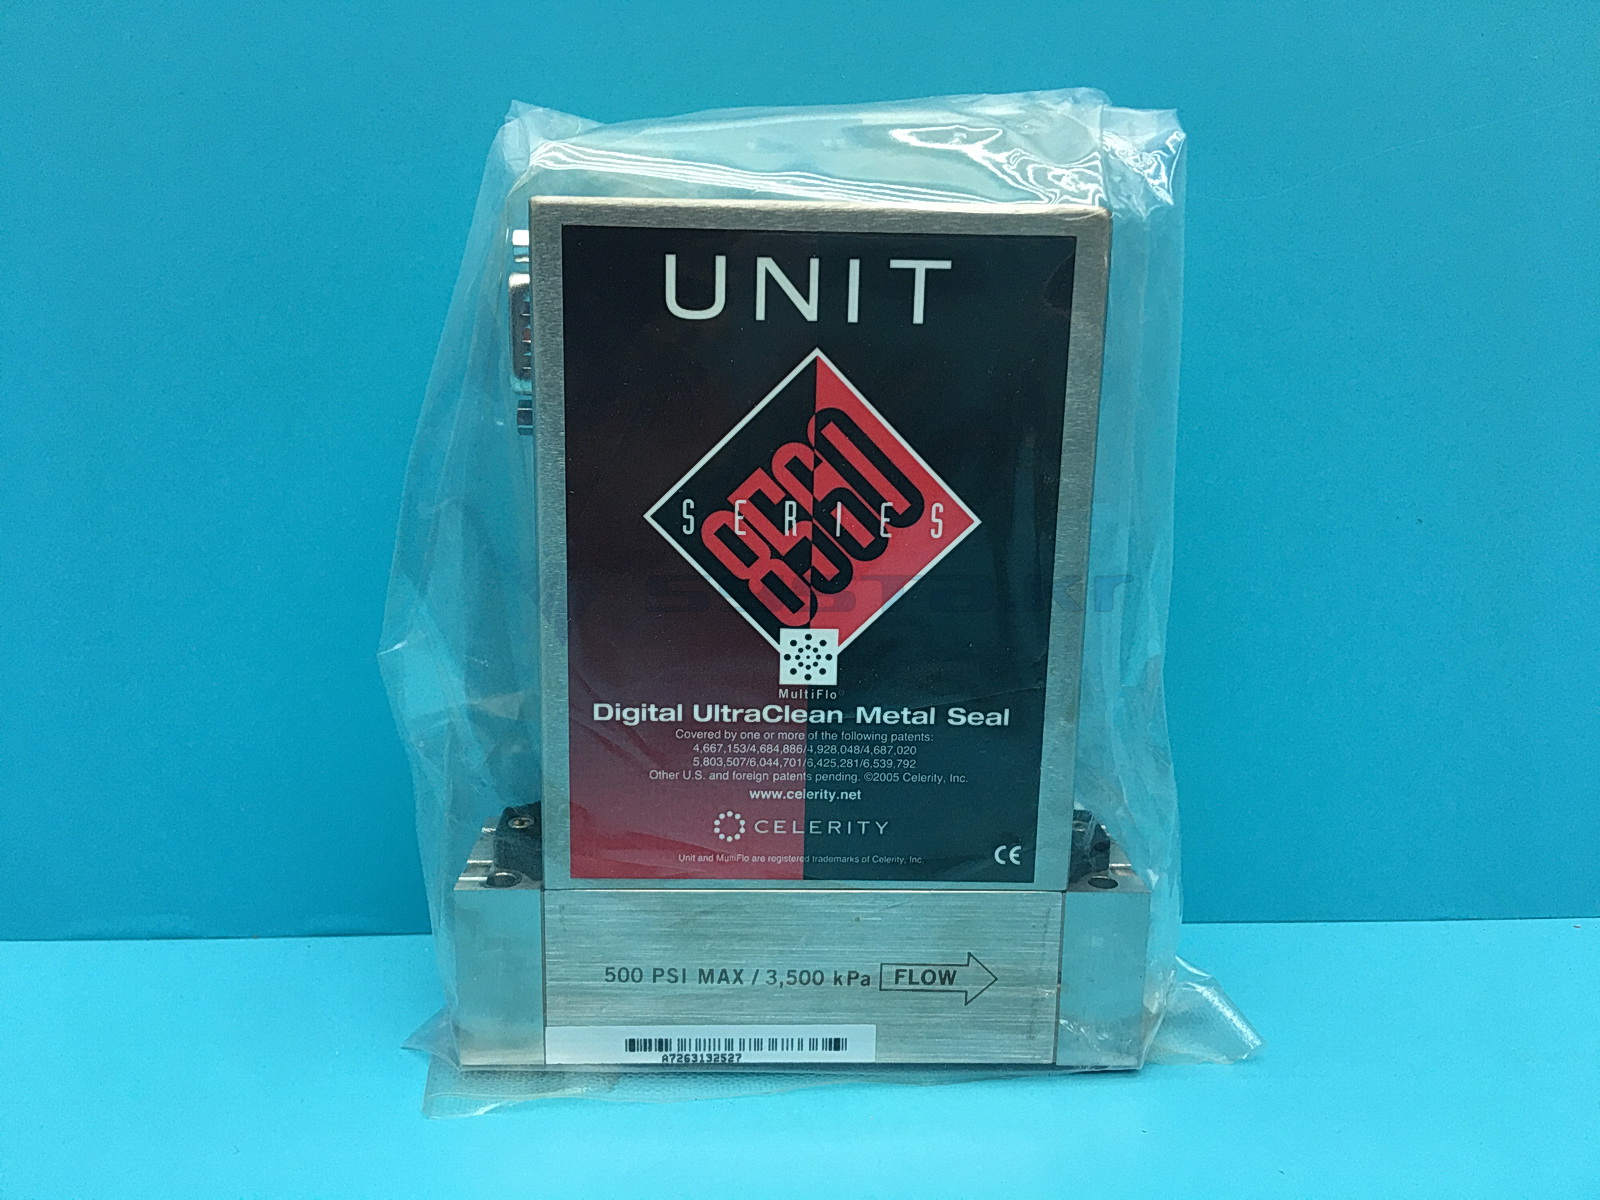 UNIT
8560
SERIES
MultiFlo®
Digital UltraClean Metal Seal
Covered by one or more of the following patents:
4,667,153/4,684,886/4,928,048/4,687,020
5,803,507/6,044,701/6,425,281/6,539,792
Other U.S. and foreign patents pending. ©2005 Celerity, Inc.
www.celerity.net
CELERITY
Unit and MultiFlo are registered trademarks of Celerity, Inc.
CE
500 PSI MAX / 3,500 kPa FLOW
A7263132527